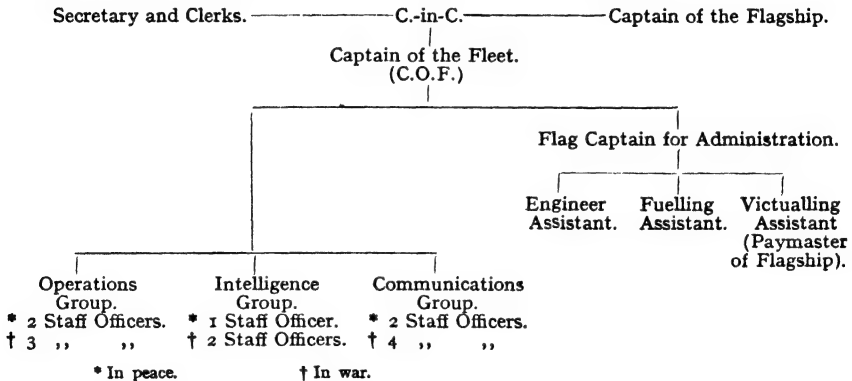 Secretary and Clerks. C.-in-C. Captain of the Flagship.
Captain of the Fleet.
(C.O.F.)
Flag Captain for Administration.
Engineer Fuelling Victualling
Assistant. Assistant. Assistant
(Paymaster
of Flagship).
Operations Intelligence Communications
Group. Group. Group.
* 2 Staff Officers. * 1 Staff Officer. * 2 Staff Officers.
† 3 ,, ,, † 2 Staff Officers. † 4 ,, ,,
* In peace. † In war.